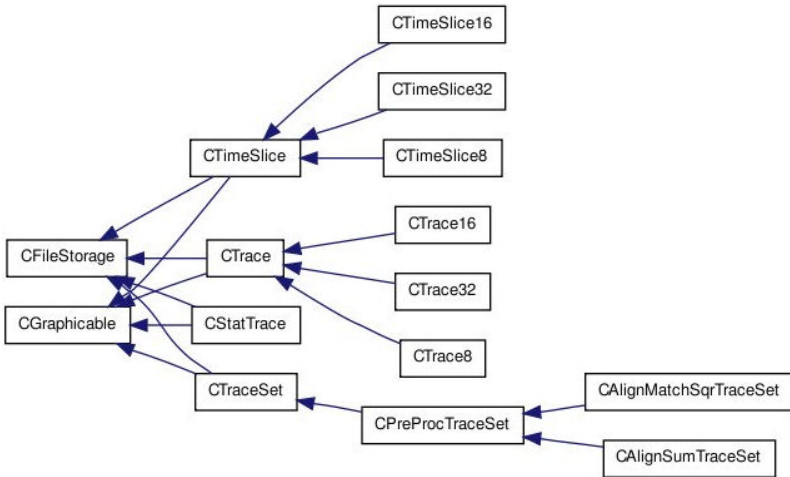 CTimeSlice16
CTimeSlice32
CTimeSlice
CTimeSlice8
CTrace16
CFileStorage
CTrace
CTrace32
CGraphicable
CStatTrace
CTrace8
CTraceSet
CAlignMatchSqrTraceSet
CPreProcTraceSet
CAlignSumTraceSet